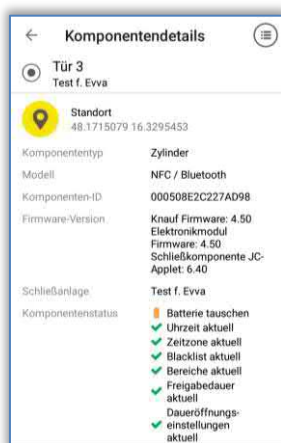 Komponentendetails
Tür 3
Test f. Evva
Standort
48.1715079 16.3295453
Komponententyp Zylinder
Modell NFC / Bluetooth
Komponenten-ID 000508E2C227AD98
Firmware-Version Knauf Firmware: 4.50
Elektronikmodul
Firmware: 4.50
Schließkomponente JC-
Applet: 6.40
Schließanlage Test f. Evva
Komponentenstatus Batterie tauschen
Uhrzeit aktuell
Zeitzone aktuell
Blacklist aktuell
Bereiche aktuell
Freigabedauer
aktuell
Daueröffnungs-
einstellungen
aktuell